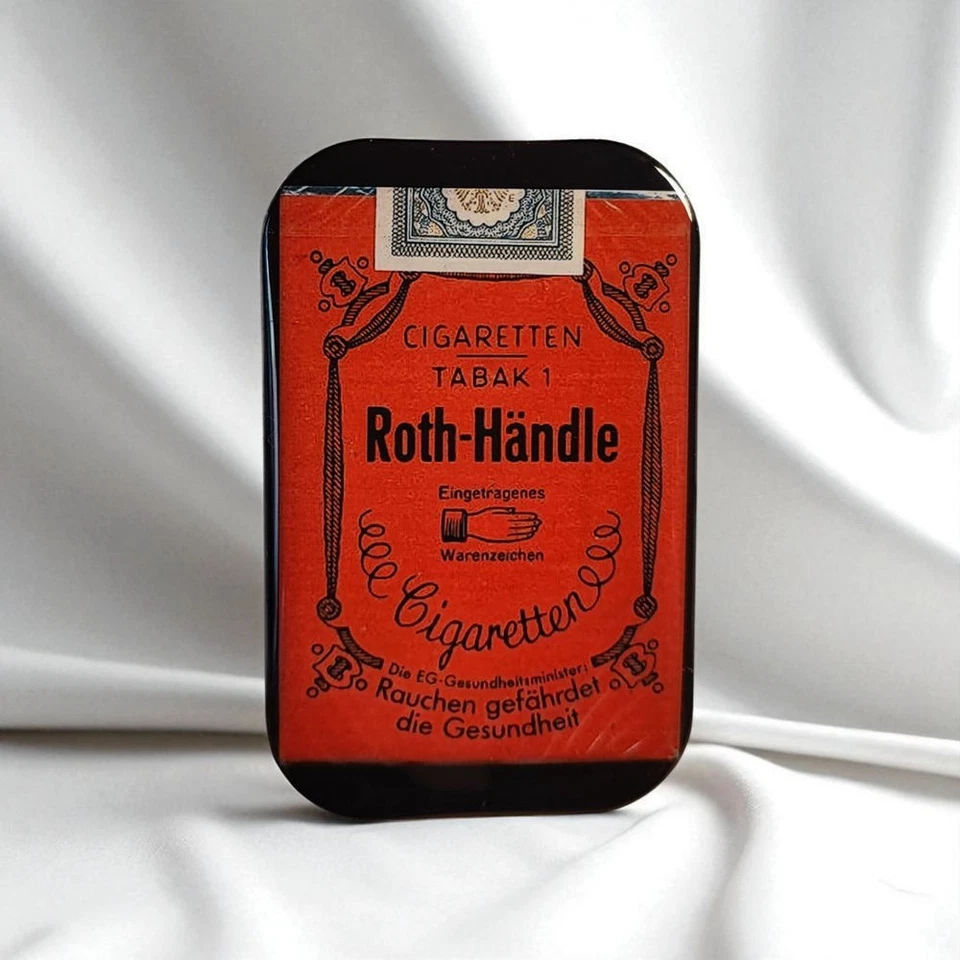 E
CIGARETTEN
TABAK 1
Roth-Händle
Eingetragenes
Warenzeichen
Cigaretten
Die EG-Gesundheitsminister:
Rauchen gefährdet
die Gesundheit